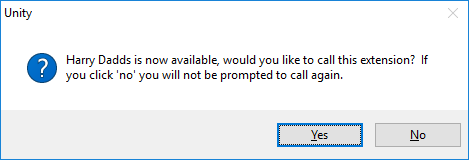 Unity
Harry Dadds is now available, would you like to call this extension?  If
you click 'no' you will not be prompted to call again.
Yes
No